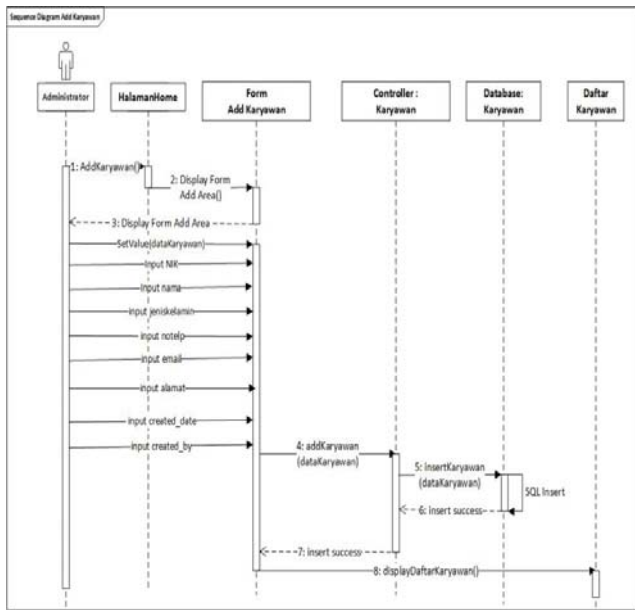 Sequence Diagram Add Karyawan
Administrator
HalamanHome
Form
Add Karyawan
Controller :
Karyawan
Database:
Karyawan
Daftar
Karyawan
1: AddKaryawan()
2: Display Form
Add Area()
3: Display Form Add Area
SetValue(dataKaryawan)
Input NIK
Input nama
input jeniskelamin
input notelp
input email
input alamat
input created_date
input created_by
4: addKaryawan
(dataKaryawan)
5: insertKaryawan
(dataKaryawan)
SQL Insert
6: insert success
7: insert success
8: displayDaftarKaryawan()